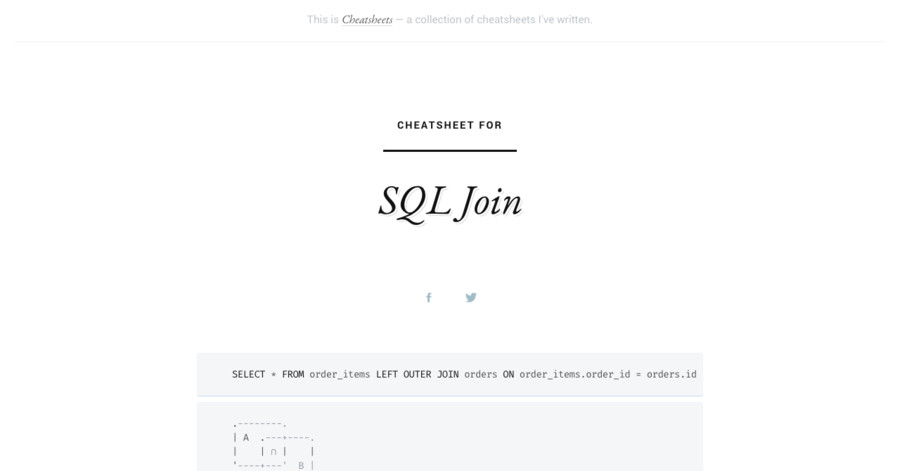 This is Cheatsheets — a collection of cheatsheets I've written.
CHEATSHEET FOR
SQL Join
SELECT * FROM order_items LEFT OUTER JOIN orders ON order_items.order_id = orders.id
.--------.
| A  .---+----.
|    | ∩ |    |
'----+---'  B |